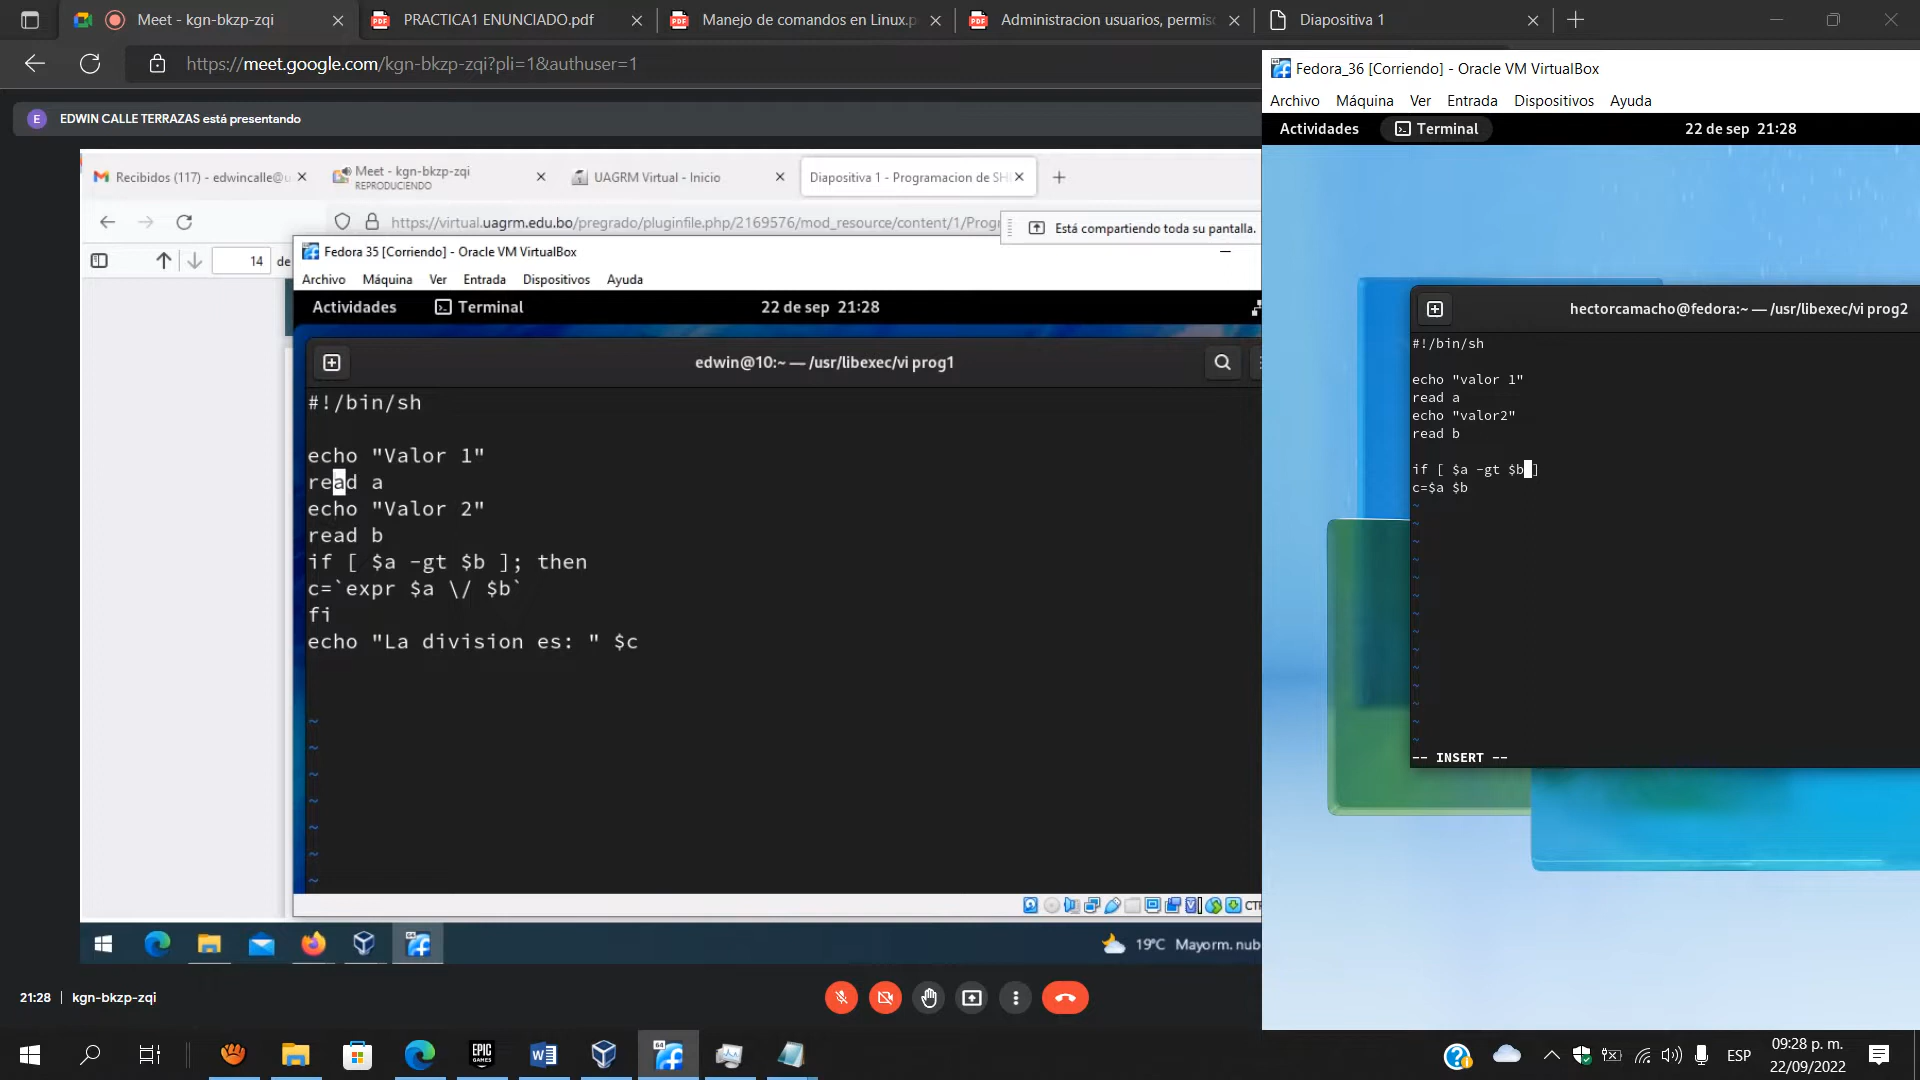 Meet - kgn-bkzp-zqi
PRACTICA1 ENUNCIADO.pdf
Manejo de comandos en Linux.p
Administracion usuarios, permiso
Diapositiva 1
https://meet.google.com/kgn-bkzp-zqi?pli=1&authuser=1
E
EDWIN CALLE TERRAZAS está presentando
Recibidos (117) - edwincalle@u
Meet - kgn-bkzp-zqi
REPRODUCIENDO
UAGRM Virtual - Inicio
Diapositiva 1 - Programacion de SH
https://virtual.uagrm.edu.bo/pregrado/pluginfile.php/2169576/mod_resource/content/1/Progr
Está compartiendo toda su pantalla.
14
de
Fedora 35 [Corriendo] - Oracle VM VirtualBox
Archivo Máquina Ver Entrada Dispositivos Ayuda
Actividades
Terminal
22 de sep 21:28
edwin@10:~ — /usr/libexec/vi prog1
#!/bin/sh
echo "Valor 1"
read a
echo "Valor 2"
read b
if [ $a -gt $b ]; then
c=`expr $a \/ $b`
fi
echo "La division es: " $c
~
~
~
~
~
~
~
CTR
19°C Mayorm. nub
21:28 | kgn-bkzp-zqi
Fedora_36 [Corriendo] - Oracle VM VirtualBox
Archivo Máquina Ver Entrada Dispositivos Ayuda
Actividades
Terminal
22 de sep 21:28
hectorcamacho@fedora:~ — /usr/libexec/vi prog2
#!/bin/sh
echo "valor 1"
read a
echo "valor2"
read b
if [ $a -gt $b ]
c=$a $b
~
~
~
~
~
~
~
~
~
~
~
~
~
~
-- INSERT --
EPIC
GAMES
64
ESP
09:28 p. m.
22/09/2022